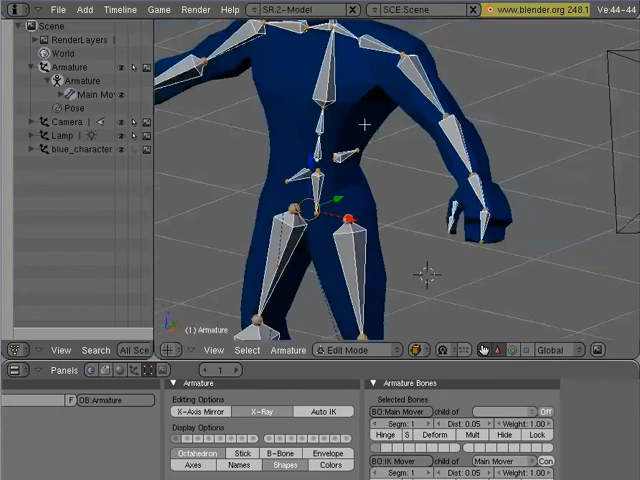 File Add Timeline Game Render Help SR:2-Model SCE:Scene www.blender.org 248.1 Ve:44-44
Scene
RenderLayers
World
Armature
Armature
Main Mov
Pose
Camera
Lamp
blue_character
(1) Armature
View Search All Sce View Select Armature Edit Mode Global
Panels 1
F OB:Armature
Armature
Editing Options
X-Axis Mirror X-Ray Auto IK
Display Options
Octahedron Stick B-Bone Envelope
Axes Names Shapes Colors
Armature Bones
Selected Bones
BO:Main Mover child of Off
Segm: 1 Dist: 0.05 Weight: 1.00
Hinge S Deform Mult Hide Lock
BO:IK Mover child of Main Mover Con
Segm: 1 Dist: 0.05 Weight: 1.00